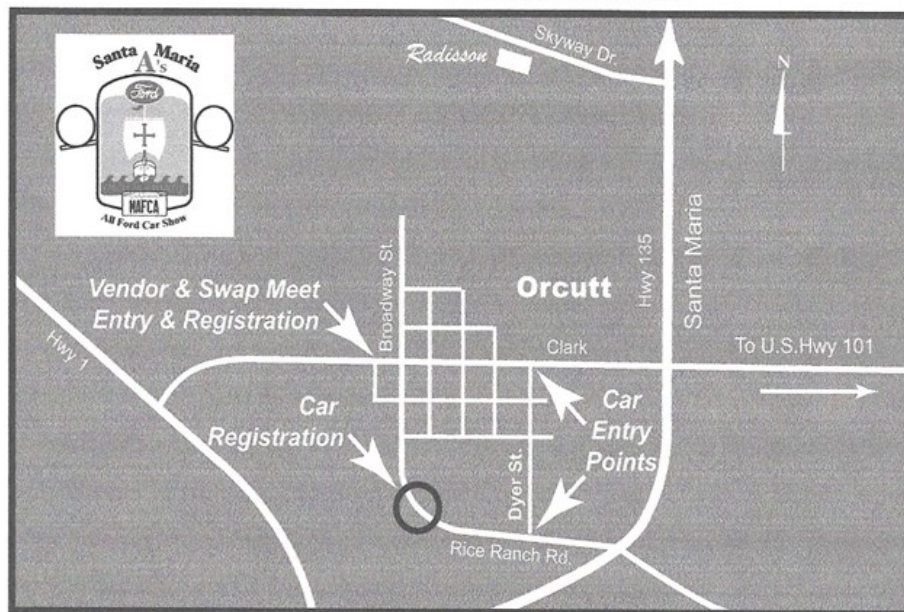 Santa Maria
A's
Ford
MAFCA
All Ford Car Show
Radisson
Skyway Dr.
N
Hwy 135
Santa Maria
Broadway St.
Orcutt
Vendor & Swap Meet
Entry & Registration
Hwy 1
Clark
To U.S.Hwy 101
Car
Registration
Car
Entry
Points
Dyer St.
Rice Ranch Rd.